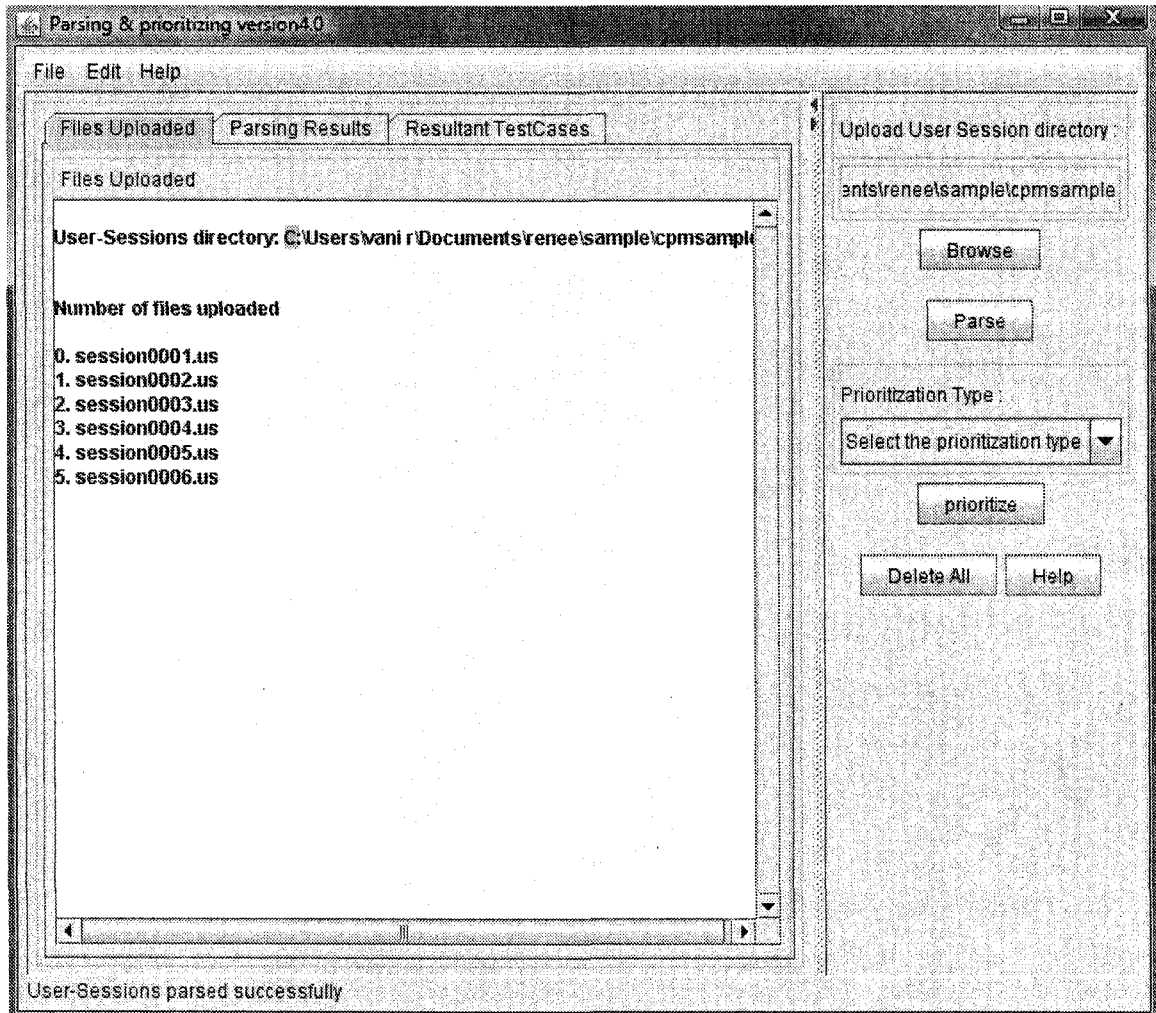 Parsing & prioritizing version4.0
File Edit Help
Files Uploaded Parsing Results Resultant TestCases
Files Uploaded
User-Sessions directory: C:\Users\vani r\Documents\renee\sample\cpmsample
Number of files uploaded
0. session0001.us
1. session0002.us
2. session0003.us
3. session0004.us
4. session0005.us
5. session0006.us
Upload User Session directory :
ents\renee\sample\cpmsample
Browse
Parse
Prioritization Type :
Select the prioritization type
prioritize
Delete All Help
User-Sessions parsed successfully